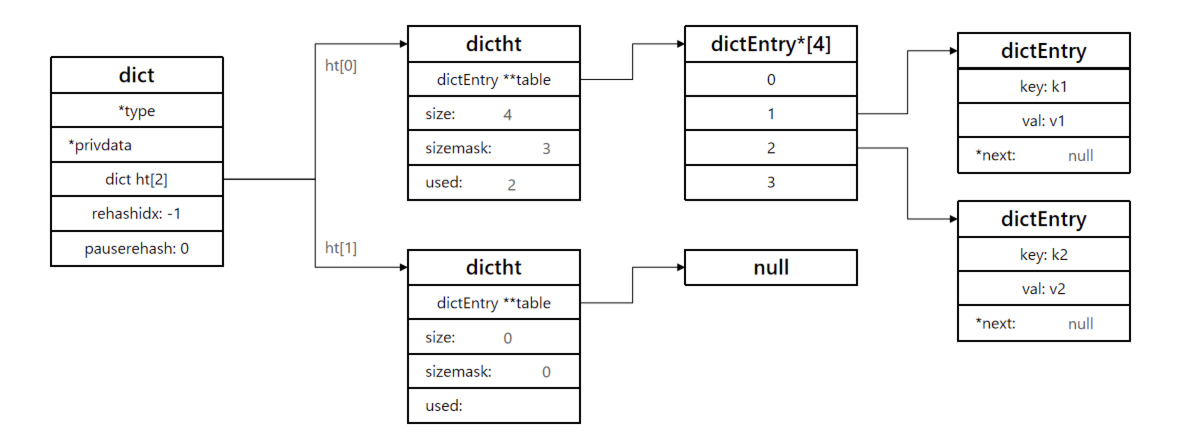 dict
*type
*privdata
dict ht[2]
rehashidx: -1
pauserehash: 0
ht[0]
dictht
dictEntry **table
size: 4
sizemask: 3
used: 2
dictEntry*[4]
0
1
2
3
dictEntry
key: k1
val: v1
*next: null
dictEntry
key: k2
val: v2
*next: null
ht[1]
dictht
dictEntry **table
size: 0
sizemask: 0
used:
null